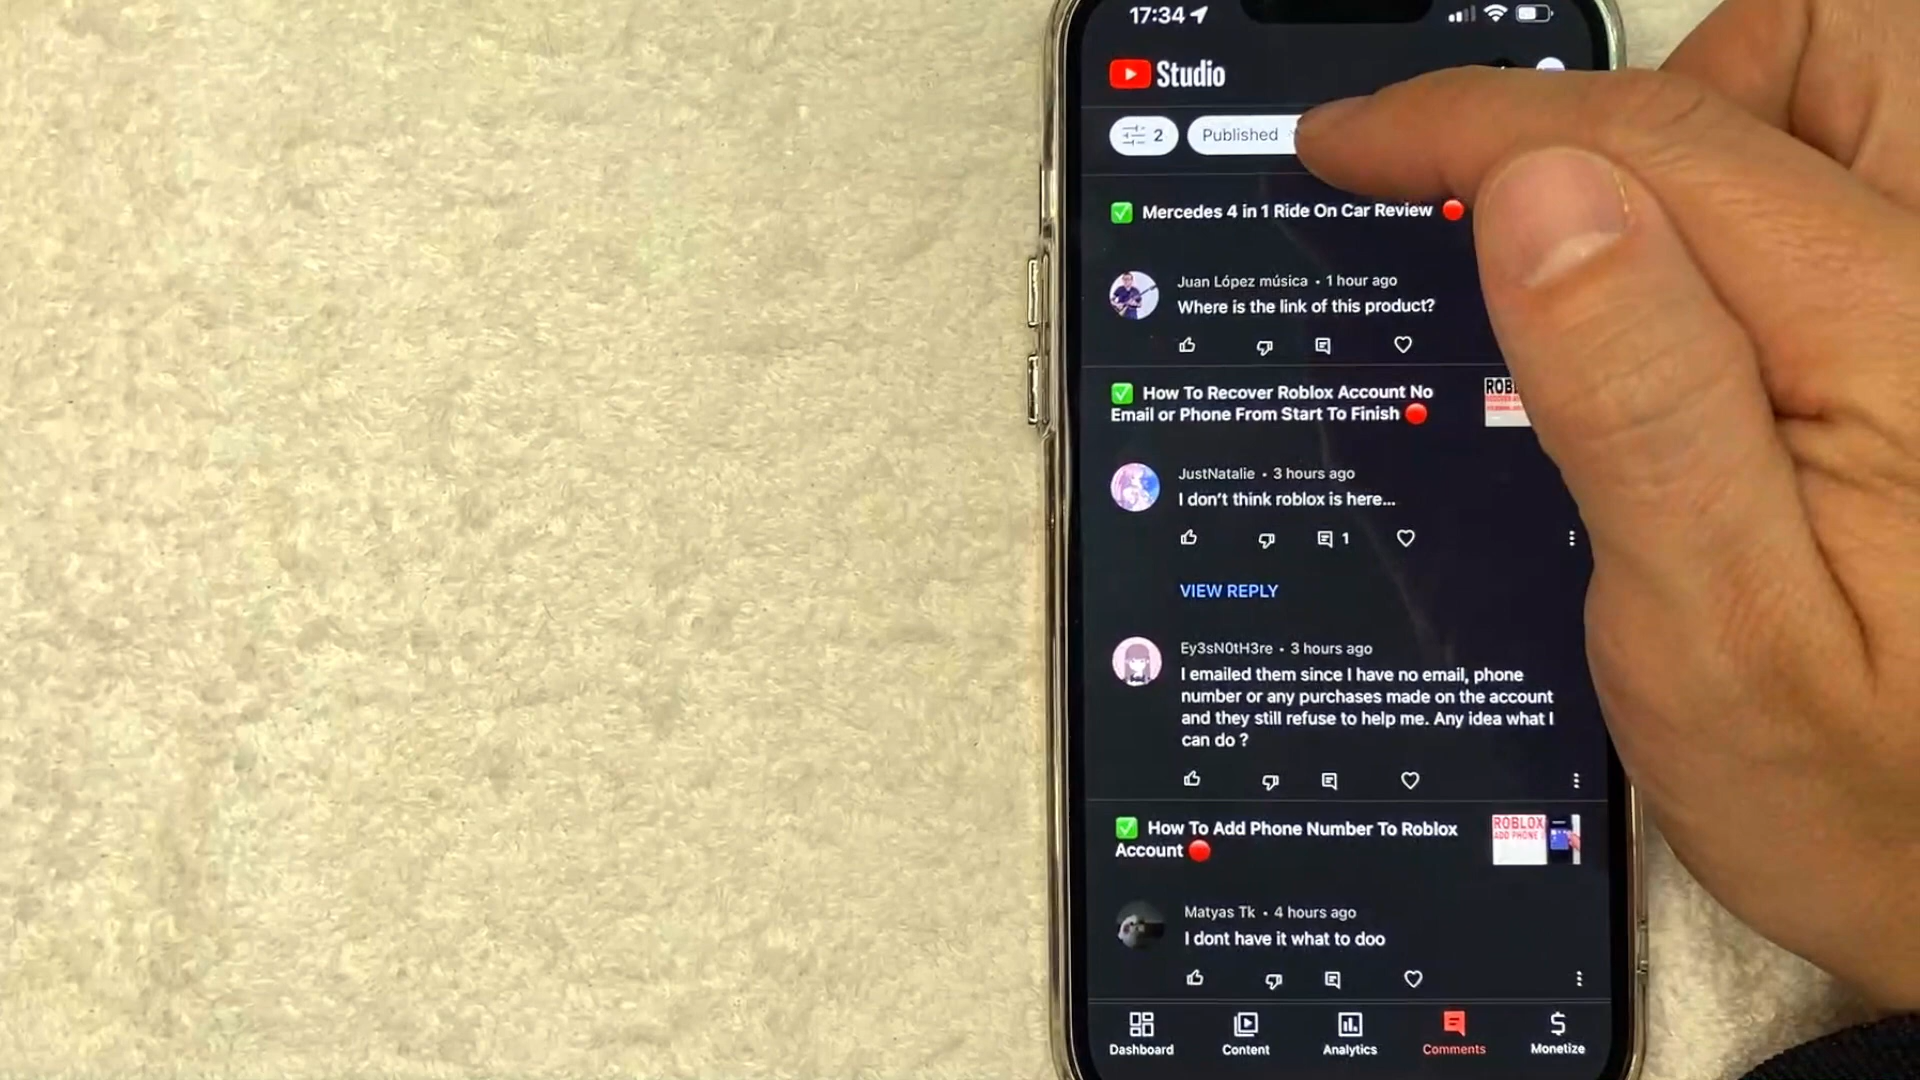 17:34
Studio
2 Published
✅ Mercedes 4 in 1 Ride On Car Review 🔴
Juan López música • 1 hour ago
Where is the link of this product?
✅ How To Recover Roblox Account No
Email or Phone From Start To Finish 🔴
JustNatalie • 3 hours ago
I don't think roblox is here...
1
VIEW REPLY
Ey3sN0tH3re • 3 hours ago
I emailed them since I have no email, phone
number or any purchases made on the account
and they still refuse to help me. Any idea what I
can do ?
✅ How To Add Phone Number To Roblox
Account 🔴
ROBLOX
ADD PHONE
Matyas Tk • 4 hours ago
I dont have it what to doo
Dashboard Content Analytics Comments Monetize